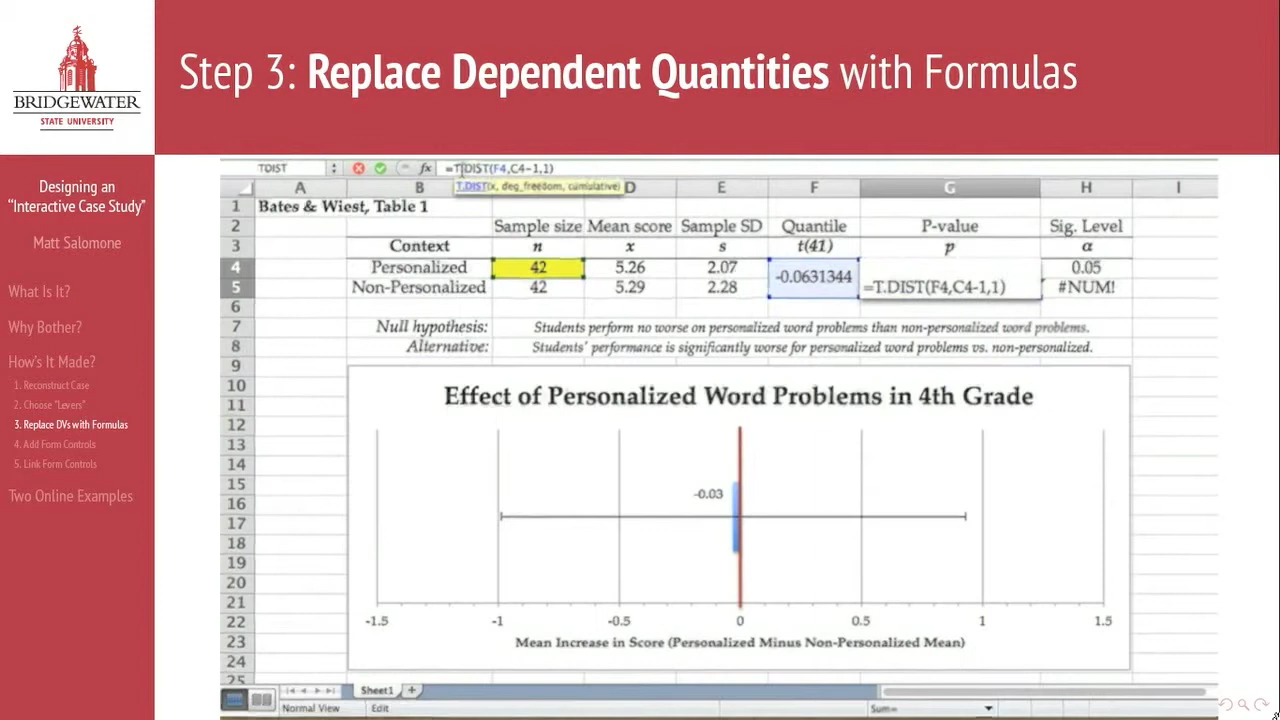 BRIDGEWATER
STATE UNIVERSITY
Step 3: Replace Dependent Quantities with Formulas
Designing an
"Interactive Case Study"
Matt Salomone
What Is It?
Why Bother?
How's It Made?
1. Reconstruct Case
2. Choose "Levers"
3. Replace DVs with Formulas
4. Add Form Controls
5. Link Form Controls
Two Online Examples
TDIST fx =T.DIST(F4,C4-1,1)
T.DIST(x, deg_freedom, cumulative)
A B D E F G H I
1 Bates & Wiest, Table 1
2 Sample size Mean score Sample SD Quantile P-value Sig. Level
3 Context n x s t(41) p α
4 Personalized 42 5.26 2.07 -0.0631344 0.05
5 Non-Personalized 42 5.29 2.28 =T.DIST(F4,C4-1,1) #NUM!
6
7 Null hypothesis: Students perform no worse on personalized word problems than non-personalized word problems.
8 Alternative: Students' performance is significantly worse for personalized word problems vs. non-personalized.
9
10
11
12
13
14
15
16
17
18
19
20
21
22
23
24
25
Effect of Personalized Word Problems in 4th Grade
-0.03
-1.5 -1 -0.5 0 0.5 1 1.5
Mean Increase in Score (Personalized Minus Non-Personalized Mean)
Sheet1 +
Normal View Edit Sum=